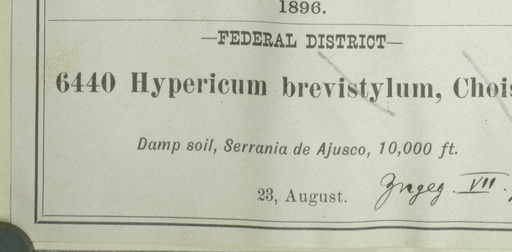 1896.
—FEDERAL DISTRICT—
6440 Hypericum brevistylum, Chois
Damp soil, Serrania de Ajusco, 10,000 ft.
23, August. VII